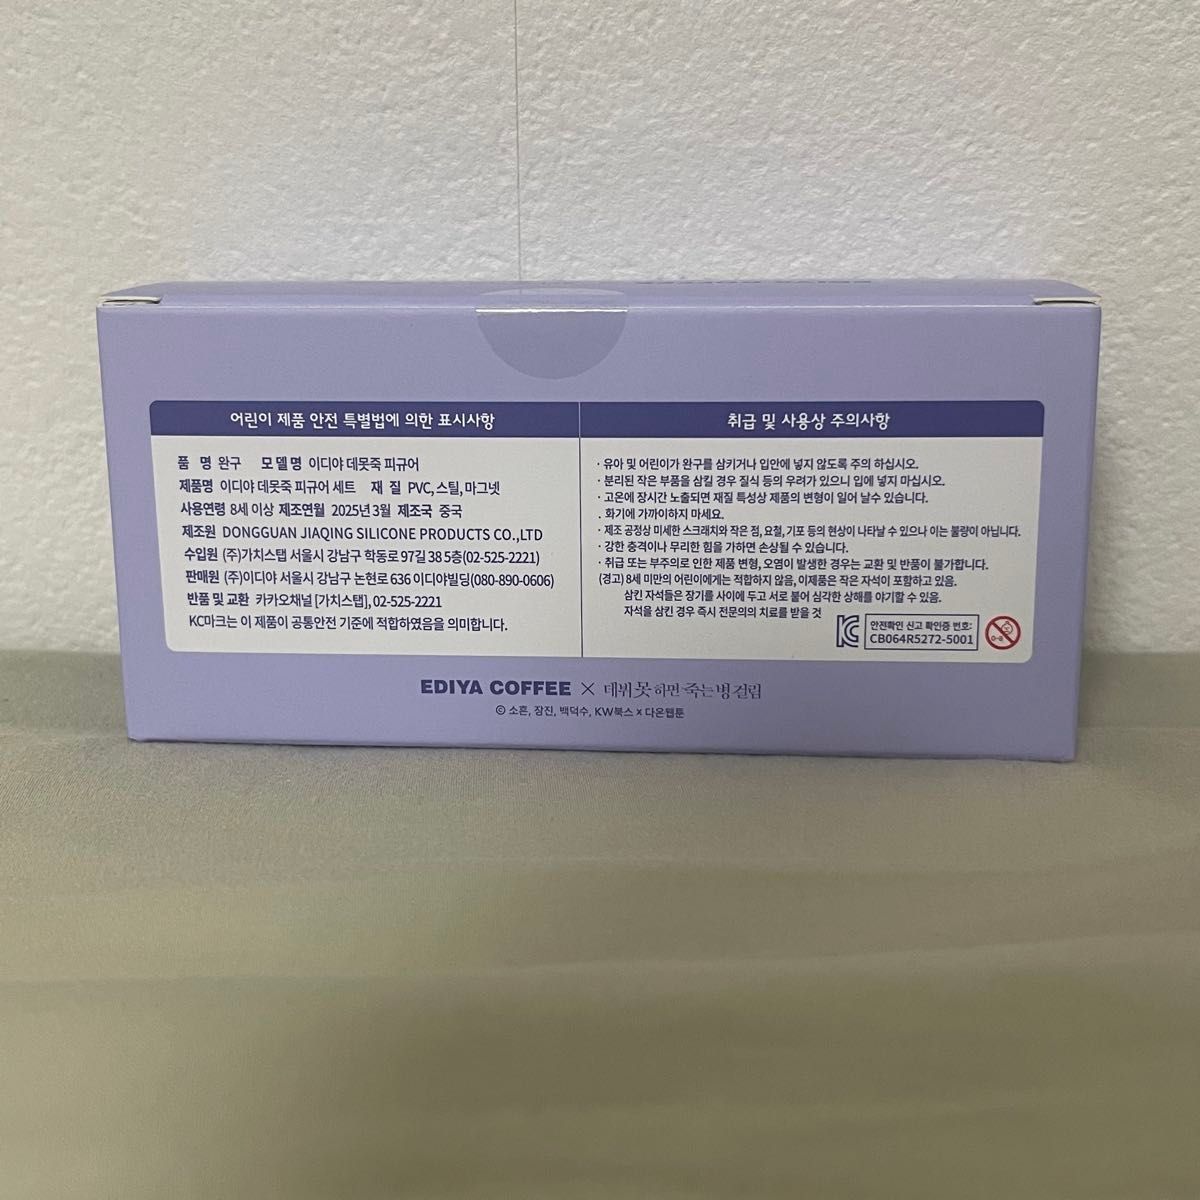 어린이 제품 안전 특별법에 의한 표시사항
품 명 완구 모델명 이디야 데못죽 피규어
제품명 이디야 데못죽 피규어 세트 재 질 PVC, 스틸, 마그넷
사용연령 8세 이상 제조연월 2025년 3월 제조국 중국
제조원 DONGGUAN JIAQING SILICONE PRODUCTS CO.,LTD
수입원 (주)가치스탭 서울시 강남구 학동로 97길 38 5층(02-525-2221)
판매원 (주)이디야 서울시 강남구 논현로 636 이디야빌딩(080-890-0606)
반품 및 교환 카카오채널 [가치스탭], 02-525-2221
KC마크는 이 제품이 공통안전 기준에 적합하였음을 의미합니다.
취급 및 사용상 주의사항
· 유아 및 어린이가 완구를 삼키거나 입안에 넣지 않도록 주의 하십시오.
· 분리된 작은 부품을 삼킬 경우 질식 등의 우려가 있으니 입에 넣지 마십시오.
· 고온에 장시간 노출되면 재질 특성상 제품의 변형이 일어 날수 있습니다.
. 화기에 가까이하지 마세요.
· 제조 공정상 미세한 스크래치와 작은 점, 요철, 기포 등의 현상이 나타날 수 있으나 이는 불량이 아닙니다.
· 강한 충격이나 무리한 힘을 가하면 손상될 수 있습니다.
· 취급 또는 부주의로 인한 제품 변형, 오염이 발생한 경우는 교환 및 반품이 불가합니다.
(경고) 8세 미만의 어린이에게는 적합하지 않음, 이제품은 작은 자석이 포함하고 있음.
삼킨 자석들은 장기를 사이에 두고 서로 붙어 심각한 상해를 야기할 수 있음.
자석을 삼킨 경우 즉시 전문의의 치료를 받을 것
안전확인 신고 확인증 번호:
CB064R5272-5001
0-8
EDIYA COFFEE × 데뷔 못 하면 죽는 병 걸림
© 소흔, 장진, 백덕수, KW북스 x 다온웹툰